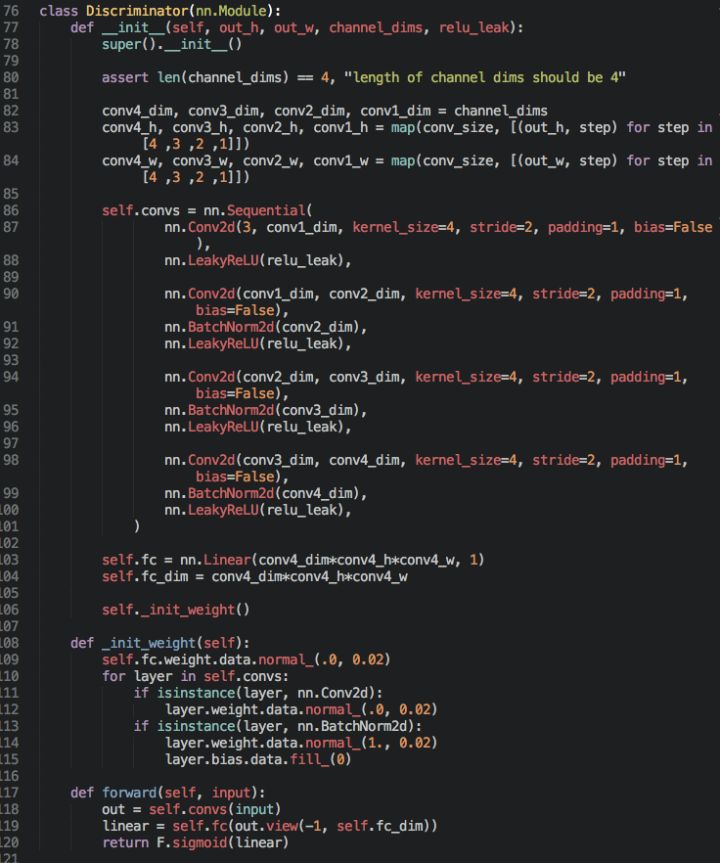 76 class Discriminator(nn.Module):
77     def __init__(self, out_h, out_w, channel_dims, relu_leak):
78         super().__init__()
79
80         assert len(channel_dims) == 4, "length of channel dims should be 4"
81
82         conv4_dim, conv3_dim, conv2_dim, conv1_dim = channel_dims
83         conv4_h, conv3_h, conv2_h, conv1_h = map(conv_size, [(out_h, step) for step in
             [4 ,3 ,2 ,1]])
84         conv4_w, conv3_w, conv2_w, conv1_w = map(conv_size, [(out_w, step) for step in
             [4 ,3 ,2 ,1]])
85
86         self.convs = nn.Sequential(
87                 nn.Conv2d(3, conv1_dim, kernel_size=4, stride=2, padding=1, bias=False
                    ),
88                 nn.LeakyReLU(relu_leak),
89
90                 nn.Conv2d(conv1_dim, conv2_dim, kernel_size=4, stride=2, padding=1,
                    bias=False),
91                 nn.BatchNorm2d(conv2_dim),
92                 nn.LeakyReLU(relu_leak),
93
94                 nn.Conv2d(conv2_dim, conv3_dim, kernel_size=4, stride=2, padding=1,
                    bias=False),
95                 nn.BatchNorm2d(conv3_dim),
96                 nn.LeakyReLU(relu_leak),
97
98                 nn.Conv2d(conv3_dim, conv4_dim, kernel_size=4, stride=2, padding=1,
                    bias=False),
99                 nn.BatchNorm2d(conv4_dim),
100                 nn.LeakyReLU(relu_leak),
101             )
102
103         self.fc = nn.Linear(conv4_dim*conv4_h*conv4_w, 1)
104         self.fc_dim = conv4_dim*conv4_h*conv4_w
105
106         self._init_weight()
107
108     def _init_weight(self):
109         self.fc.weight.data.normal_(.0, 0.02)
110         for layer in self.convs:
111             if isinstance(layer, nn.Conv2d):
112                 layer.weight.data.normal_(.0, 0.02)
113             if isinstance(layer, nn.BatchNorm2d):
114                 layer.weight.data.normal_(1., 0.02)
115                 layer.bias.data.fill_(0)
116
117     def forward(self, input):
118         out = self.convs(input)
119         linear = self.fc(out.view(-1, self.fc_dim))
120         return F.sigmoid(linear)
121